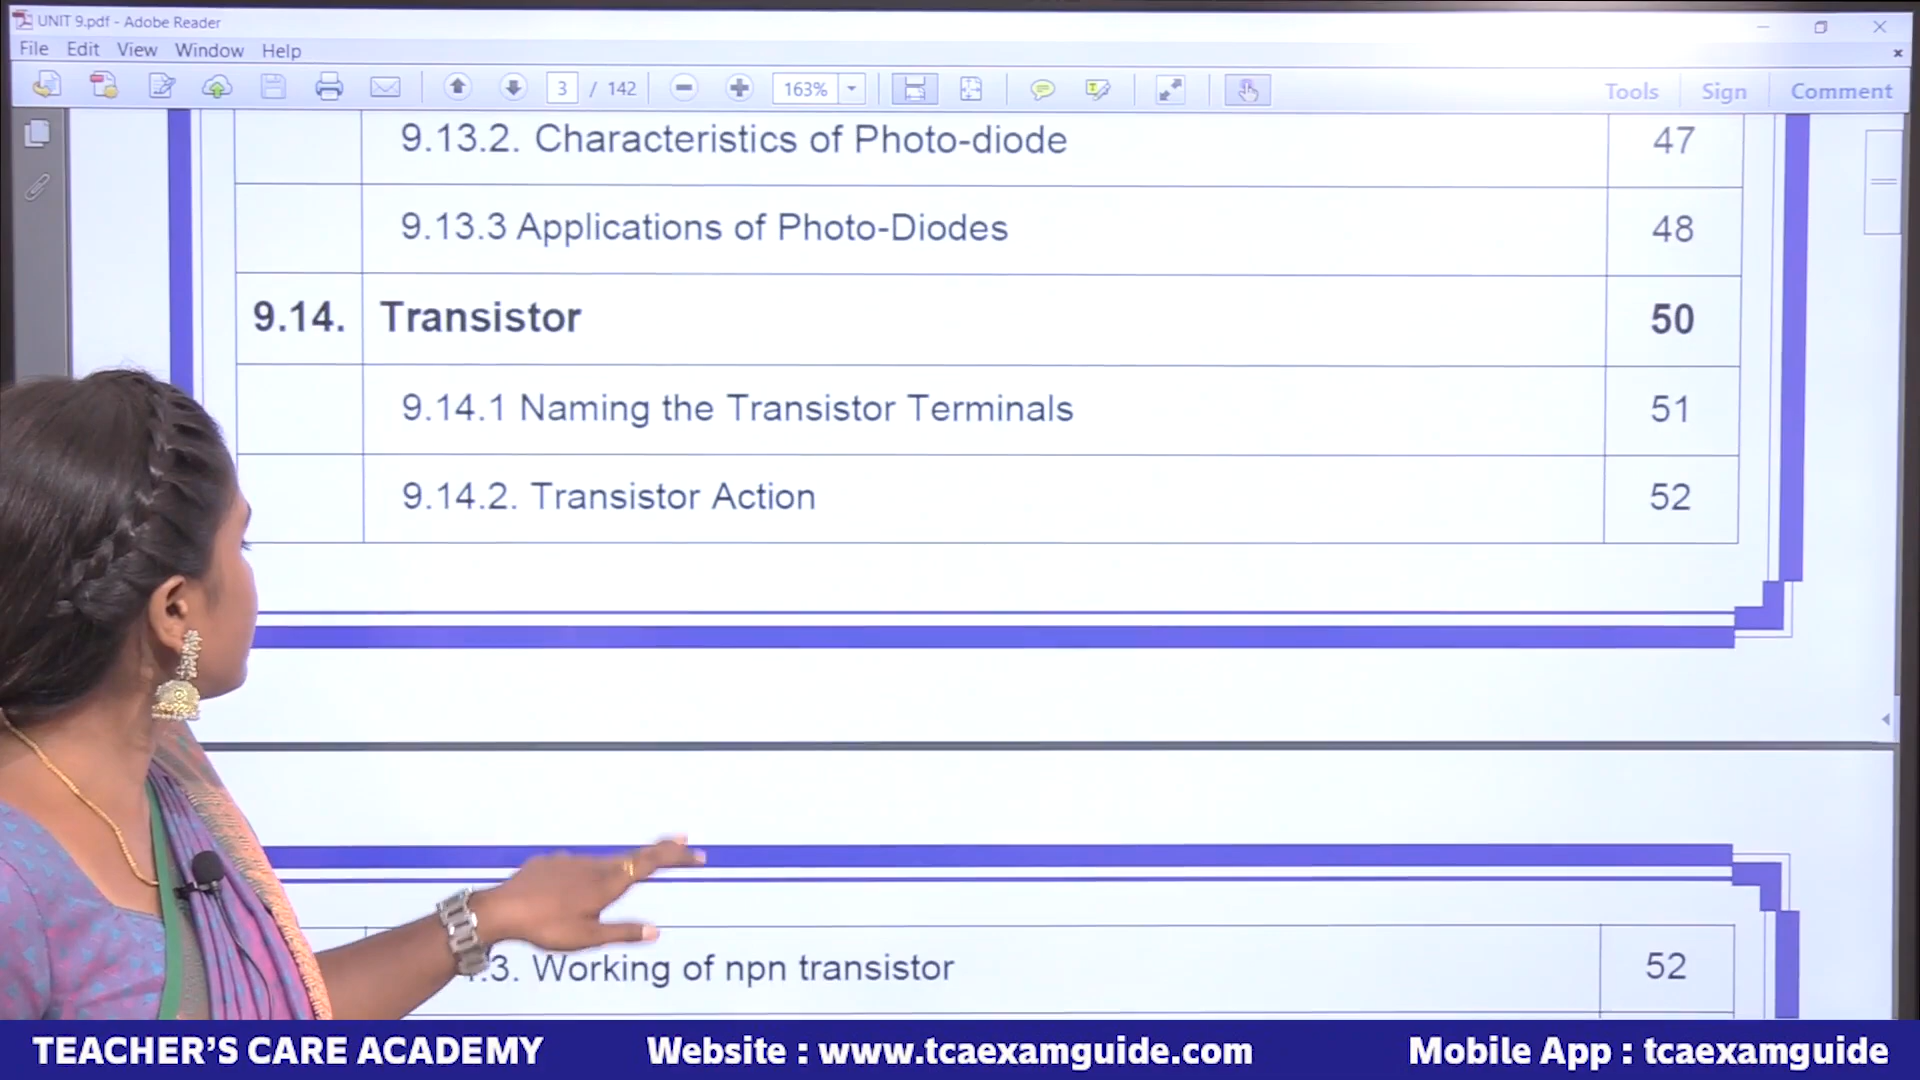 UNIT 9.pdf - Adobe Reader
File Edit View Window Help
3 / 142 163% Tools Sign Comment
9.13.2. Characteristics of Photo-diode 47
9.13.3 Applications of Photo-Diodes 48
9.14. Transistor 50
9.14.1 Naming the Transistor Terminals 51
9.14.2. Transistor Action 52
.3. Working of npn transistor 52
TEACHER'S CARE ACADEMY Website : www.tcaexamguide.com Mobile App : tcaexamguide